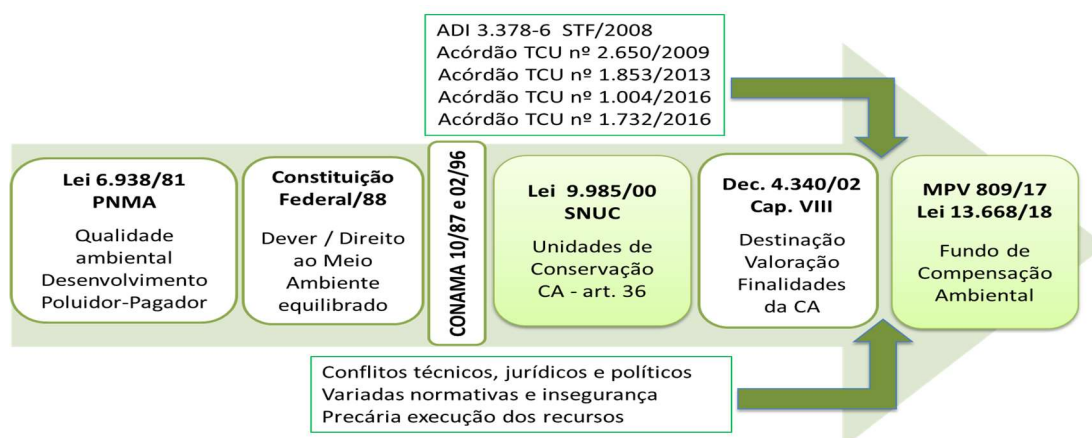 ADI 3.378-6  STF/2008
Acórdão TCU nº 2.650/2009
Acórdão TCU nº 1.853/2013
Acórdão TCU nº 1.004/2016
Acórdão TCU nº 1.732/2016
Lei 6.938/81
PNMA
Qualidade
ambiental
Desenvolvimento
Poluidor-Pagador
Constituição
Federal/88
Dever / Direito
ao Meio
Ambiente
equilibrado
CONAMA 10/87 e 02/96
Lei  9.985/00
SNUC
Unidades de
Conservação
CA - art. 36
Dec. 4.340/02
Cap. VIII
Destinação
Valoração
Finalidades
da CA
MPV 809/17
Lei 13.668/18
Fundo de
Compensação
Ambiental
Conflitos técnicos, jurídicos e políticos
Variadas normativas e insegurança
Precária execução dos recursos